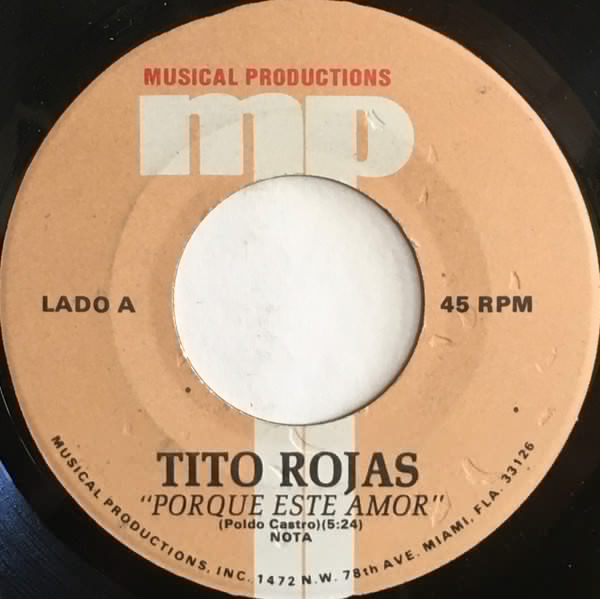 MUSICAL PRODUCTIONS
mp
LADO A
45 RPM
TITO ROJAS
"PORQUE ESTE AMOR"
(Poldo Castro)(5:24)
NOTA
MUSICAL PRODUCTIONS, INC. 1472 N.W. 78th AVE. MIAMI, FLA. 33126